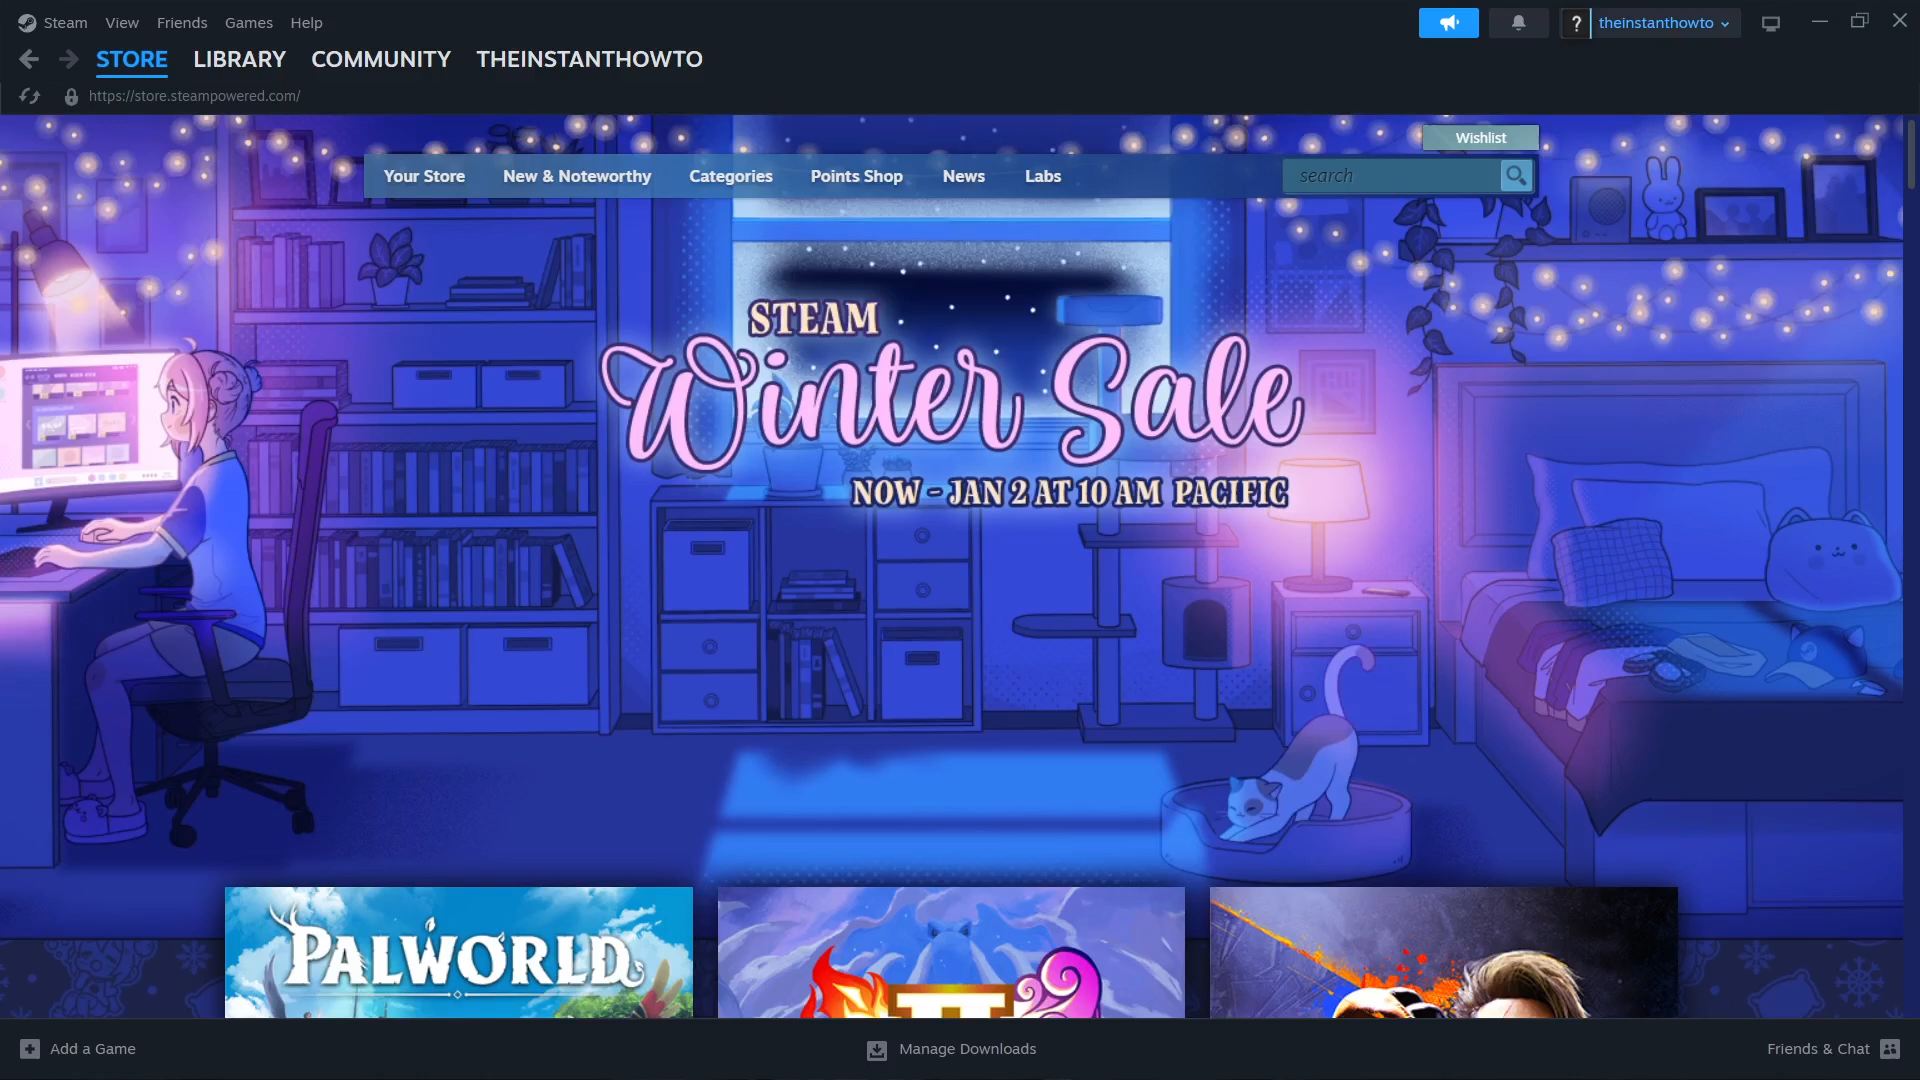 Steam View Friends Games Help
? theinstanthowto
STORE LIBRARY COMMUNITY THEINSTANTHOWTO
https://store.steampowered.com/
Wishlist
Your Store New & Noteworthy Categories Points Shop News Labs search
STEAM
Winter Sale
NOW - JAN 2 AT 10 AM PACIFIC
PALWORLD
II
Add a Game Manage Downloads Friends & Chat